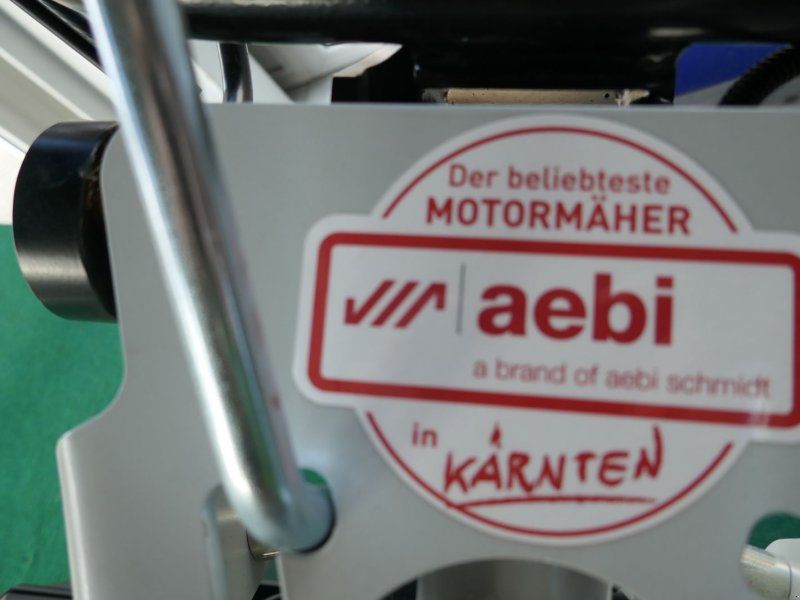 Der beliebteste
MOTORMÄHER
aebi
a brand of aebi schmidt
in
KÄRNTEN